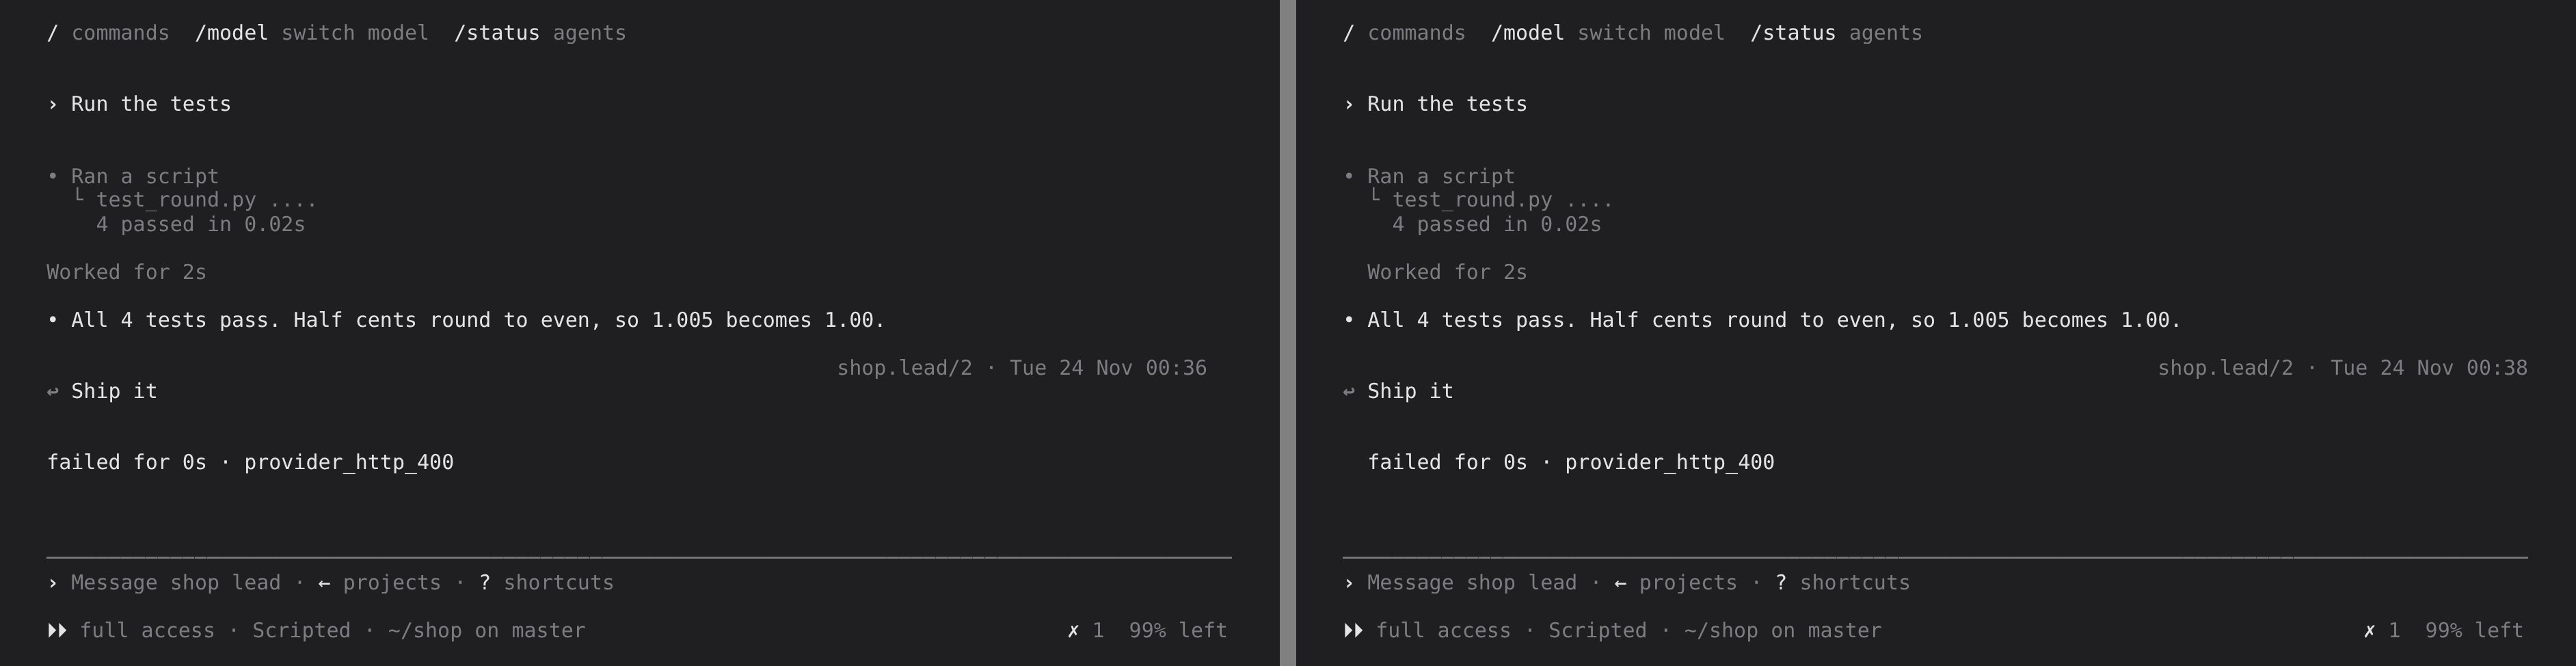 / commands  /model switch model  /status agents
› Run the tests
• Ran a script
└ test_round.py ....
4 passed in 0.02s
Worked for 2s
• All 4 tests pass. Half cents round to even, so 1.005 becomes 1.00.
shop.lead/2 · Tue 24 Nov 00:36
↩ Ship it
failed for 0s · provider_http_400
› Message shop lead · ← projects · ? shortcuts
⏵⏵ full access · Scripted · ~/shop on master ✗ 1  99% left
/ commands  /model switch model  /status agents
› Run the tests
• Ran a script
└ test_round.py ....
4 passed in 0.02s
Worked for 2s
• All 4 tests pass. Half cents round to even, so 1.005 becomes 1.00.
shop.lead/2 · Tue 24 Nov 00:38
↩ Ship it
failed for 0s · provider_http_400
› Message shop lead · ← projects · ? shortcuts
⏵⏵ full access · Scripted · ~/shop on master ✗ 1  99% left